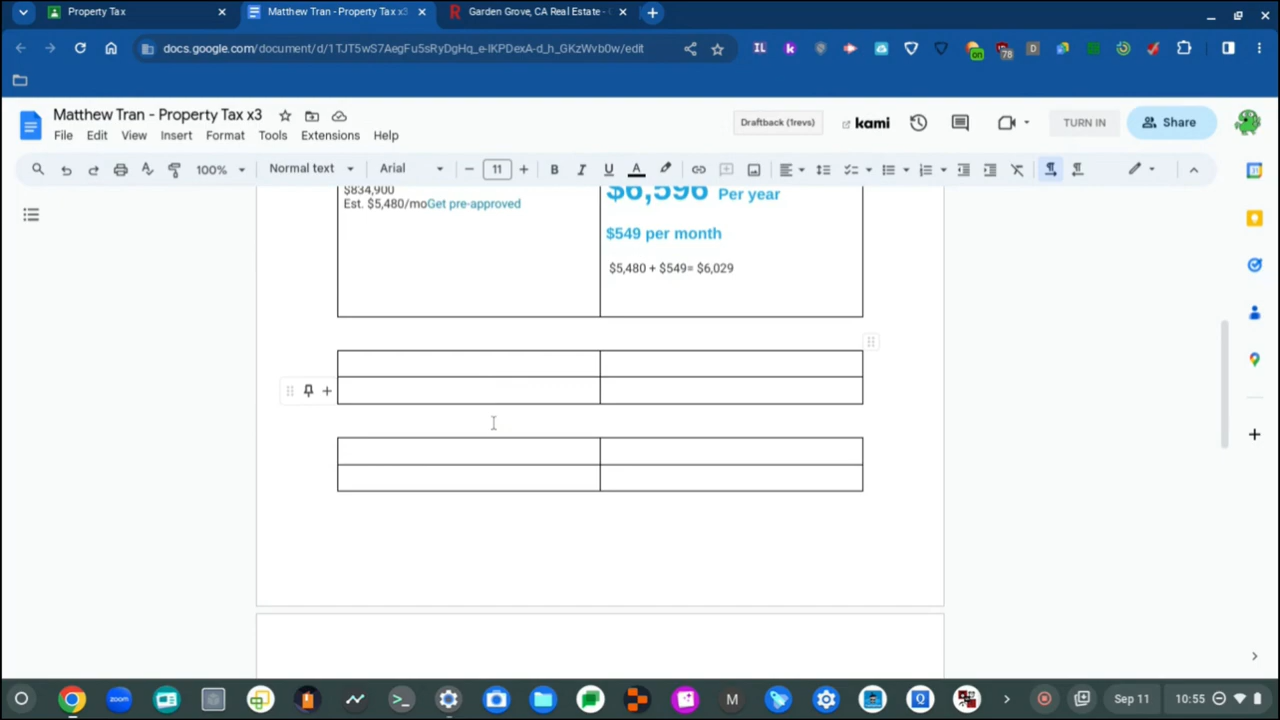 Property Tax
Matthew Tran - Property Tax x3
Garden Grove, CA Real Estate -
docs.google.com/document/d/1TJT5wS7AegFu5sRyDgHq_e-IKPDexA-d_h_GKzWvb0w/edit
Matthew Tran - Property Tax x3
File Edit View Insert Format Tools Extensions Help
Draftback (1revs)
kami
TURN IN
Share
100%
Normal text
Arial
11
$834,900
Est. $5,480/moGet pre-approved
$6,596 Per year
$549 per month
$5,480 + $549= $6,029
Sep 11
10:55